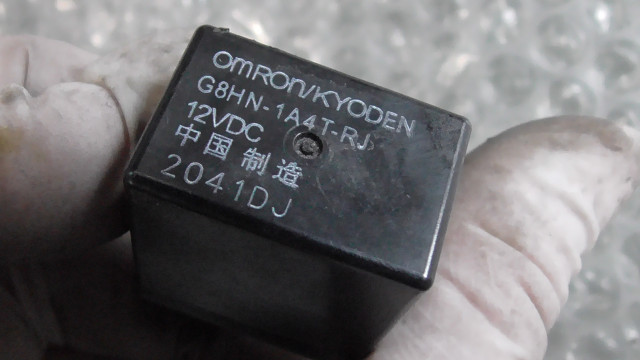 omron/KYODEN
G8HN-1A4T-RJ
12VDC
中国 制造
2041DJ